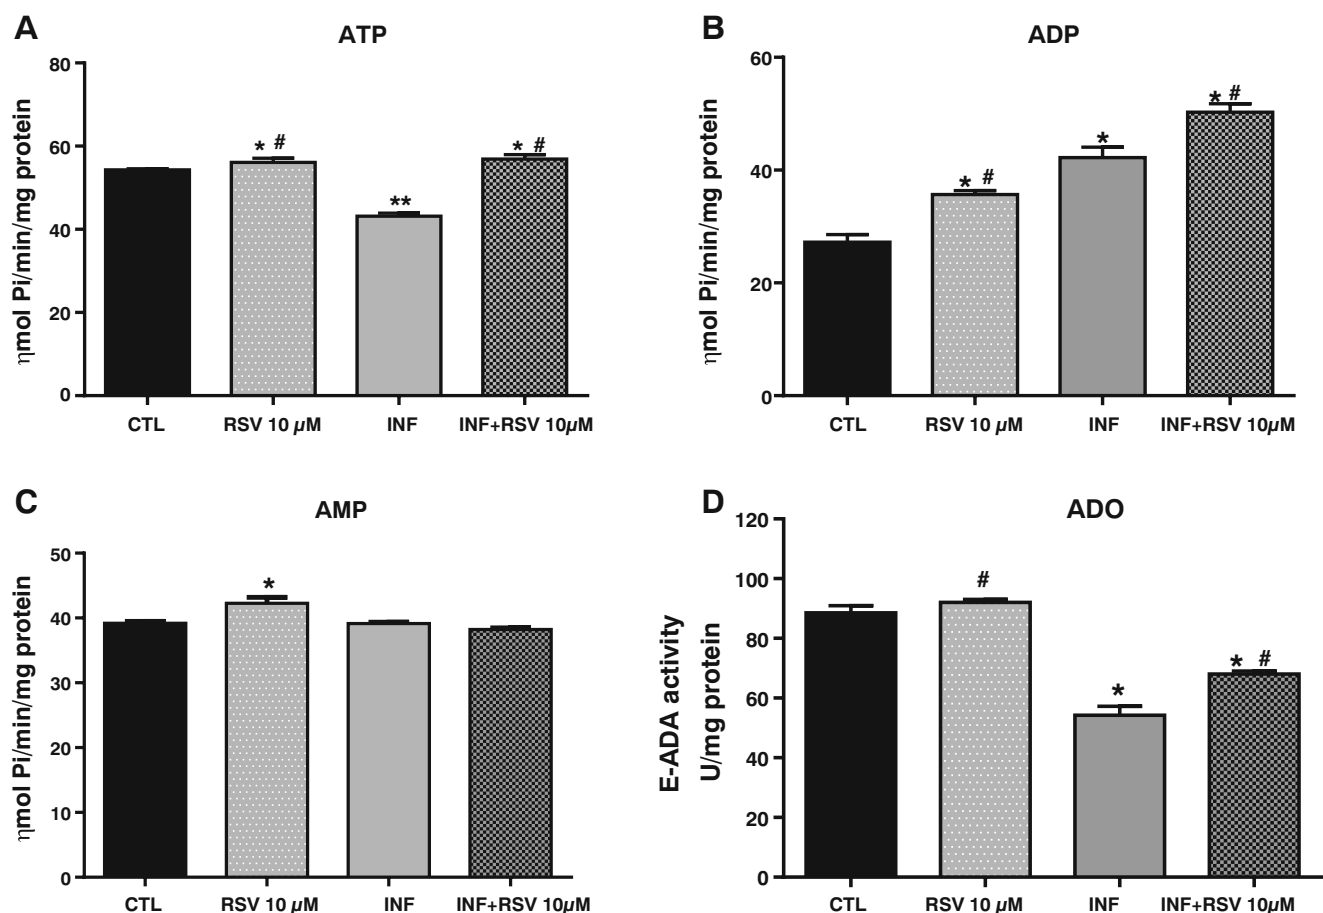 A
ATP
ηmol Pi/min/mg protein
80
60
40
20
0
* #
**
* #
CTL RSV 10 µM INF INF+RSV 10µM
B
ADP
ηmol Pi/min/mg protein
60
40
20
0
* #
*
* #
CTL RSV 10 µM INF INF+RSV 10µM
C
AMP
ηmol Pi/min/mg protein
50
40
30
20
10
0
*
CTL RSV 10 µM INF INF+RSV 10µM
D
ADO
E-ADA activity
U/mg protein
120
100
80
60
40
20
0
#
*
* #
CTL RSV 10 µM INF INF+RSV 10µM